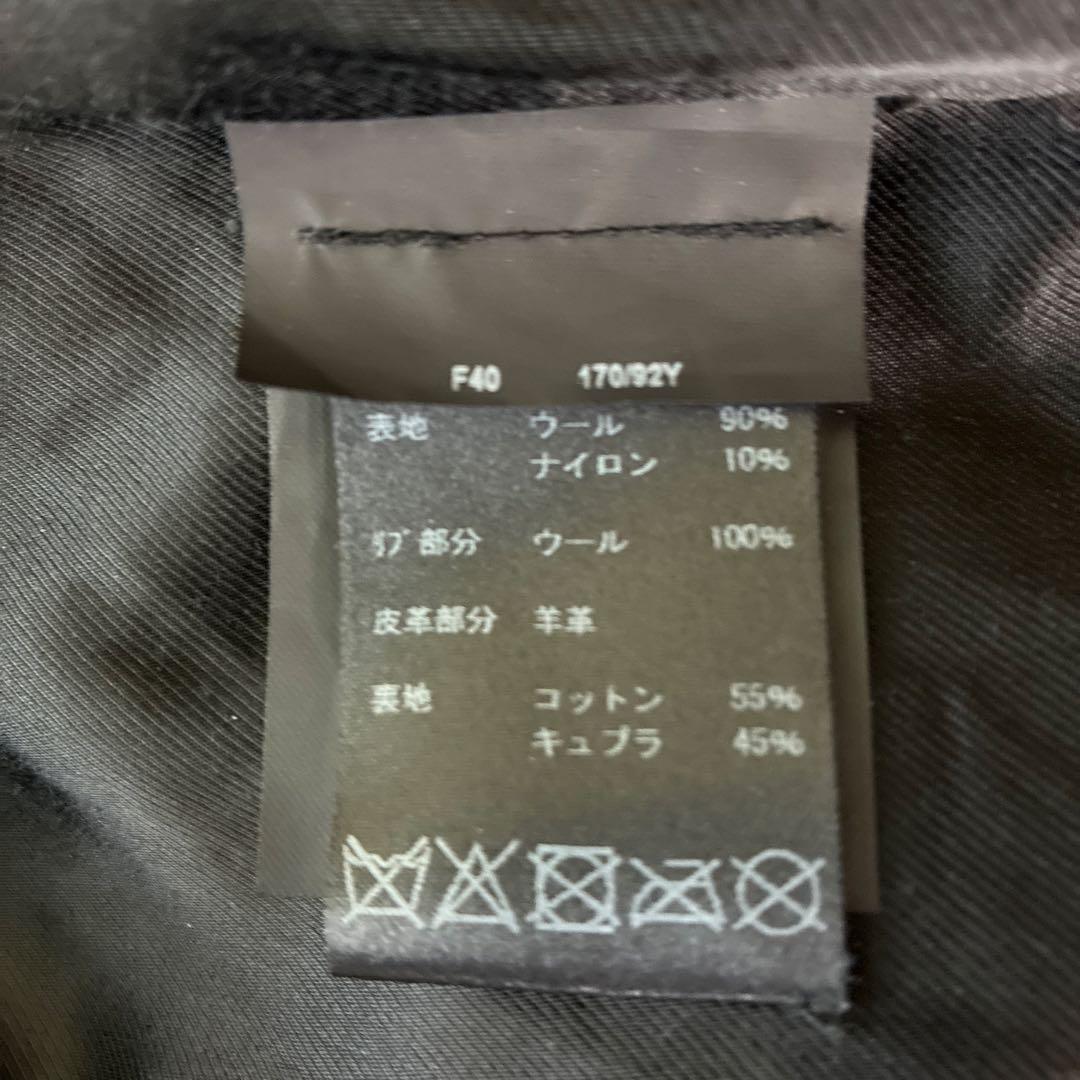 F40 170/92Y
表地 ウール 90%
ナイロン 10%
ﾘﾌﾞ部分 ウール 100%
皮革部分 羊革
裏地 コットン 55%
キュプラ 45%